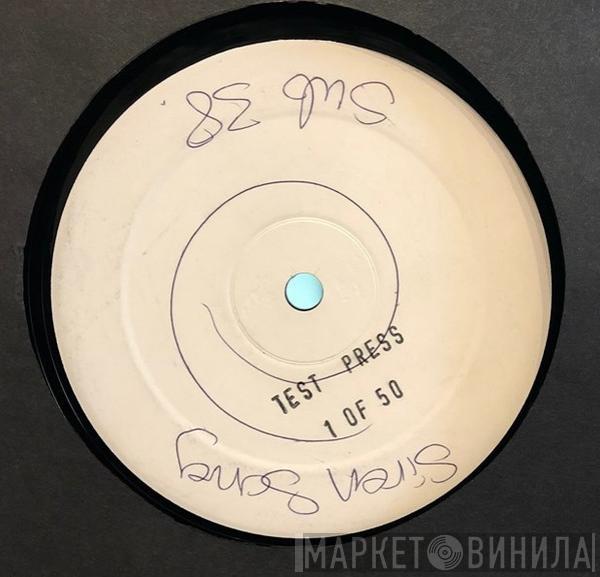 Sub 38.
TEST PRESS
1 OF 50
Siren Song
МАРКЕТ ВИНИЛА